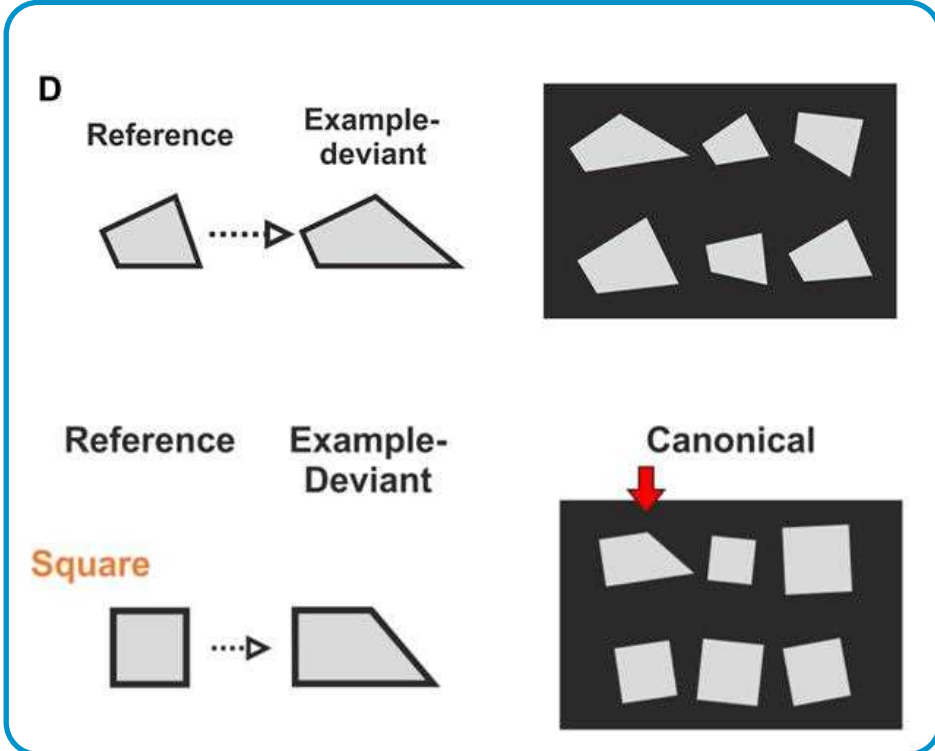 D
Reference
Example-
deviant
Reference
Example-
Deviant
Canonical
Square